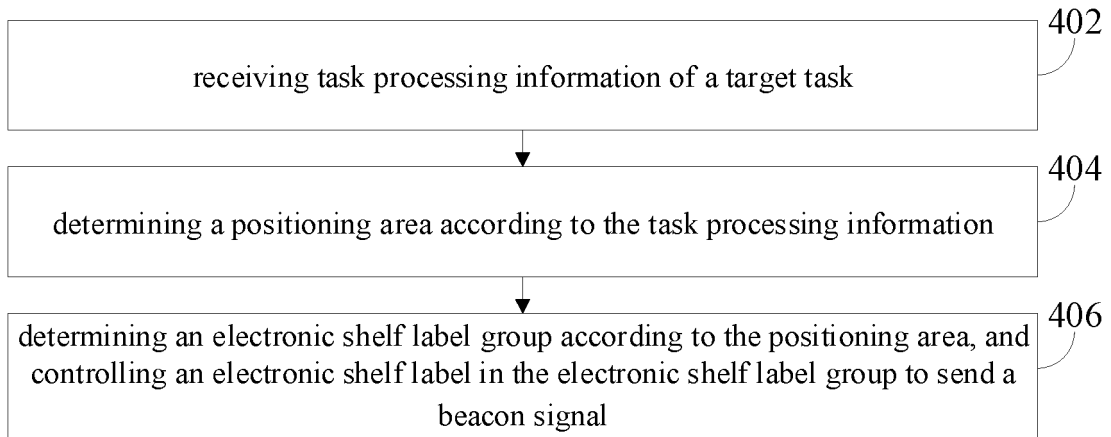 402
receiving task processing information of a target task
404
determining a positioning area according to the task processing information
406
determining an electronic shelf label group according to the positioning area, and
controlling an electronic shelf label in the electronic shelf label group to send a
beacon signal